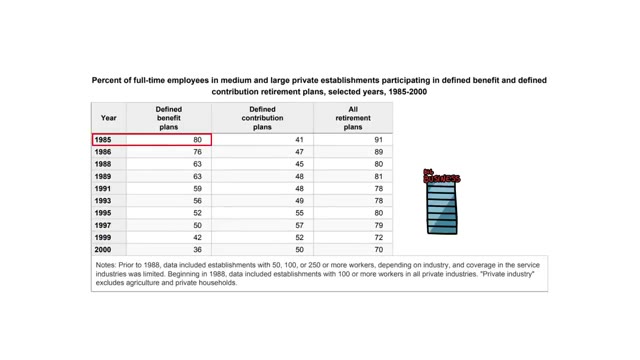 Percent of full-time employees in medium and large private establishments participating in defined benefit and defined
contribution retirement plans, selected years, 1985-2000
Year Defined benefit plans Defined contribution plans All retirement plans
1985 80 41 91
1986 76 47 89
1988 63 45 80
1989 63 48 81
1991 59 48 78
1993 56 49 78
1995 52 55 80
1997 50 57 79
1999 42 52 72
2000 36 50 70
BUSINESS
Notes: Prior to 1988, data included establishments with 50, 100, or 250 or more workers, depending on industry, and coverage in the service
industries was limited. Beginning in 1988, data included establishments with 100 or more workers in all private industries. "Private industry"
excludes agriculture and private households.